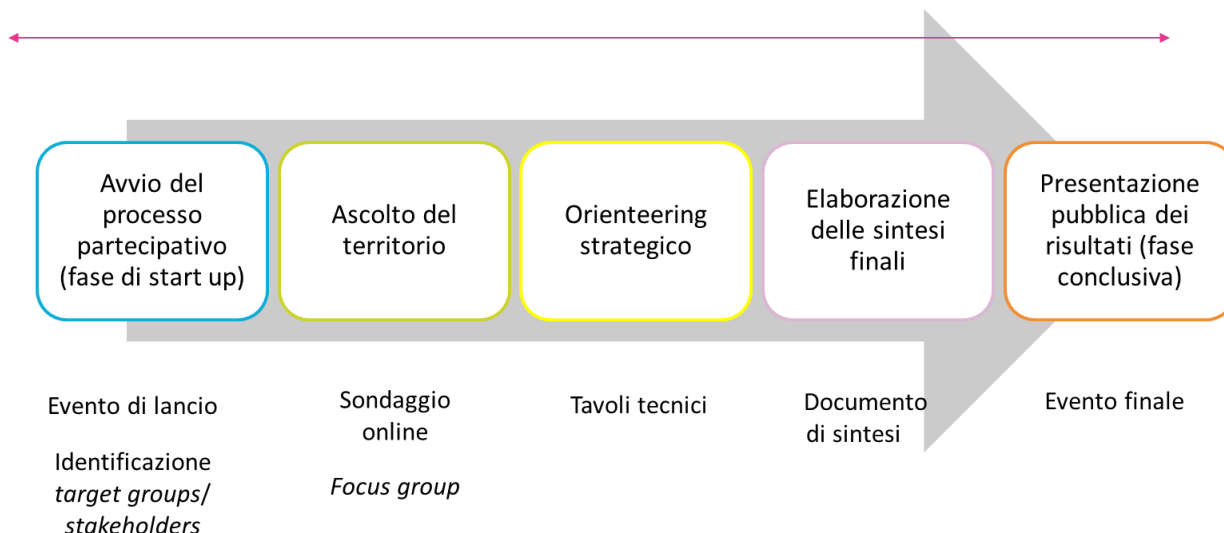 Avvio del
processo
partecipativo
(fase di start up)
Ascolto del
territorio
Orienteering
strategico
Elaborazione
delle sintesi
finali
Presentazione
pubblica dei
risultati (fase
conclusiva)
Evento di lancio
Identificazione
target groups/
stakeholders
Sondaggio
online
Focus group
Tavoli tecnici
Documento
di sintesi
Evento finale